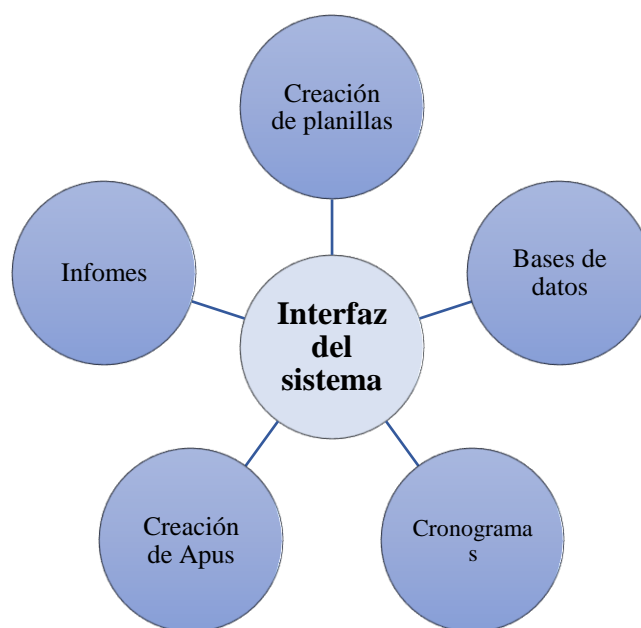 Creación
de planillas
Infomes
Bases de
datos
Interfaz
del
sistema
Creación
de Apus
Cronograma
s